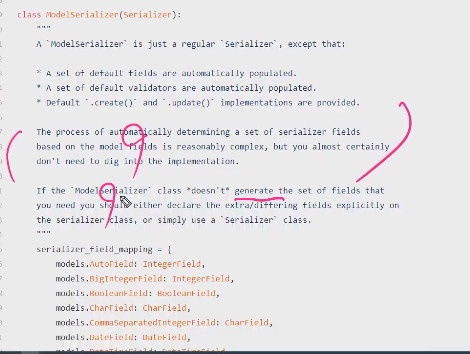 class ModelSerializer(Serializer):
"""
A `ModelSerializer` is just a regular `Serializer`, except that:
* A set of default fields are automatically populated.
* A set of default validators are automatically populated.
* Default `.create()` and `.update()` implementations are provided.
The process of automatically determining a set of serializer fields
based on the model fields is reasonably complex, but you almost certainly
don't need to dig into the implementation.
If the `ModelSerializer` class *doesn't* generate the set of fields that
you need you should either declare the extra/differing fields explicitly on
the serializer class, or simply use a `Serializer` class.
"""
serializer_field_mapping = {
models.AutoField: IntegerField,
models.BigIntegerField: IntegerField,
models.BooleanField: BooleanField,
models.CharField: CharField,
models.CommaSeparatedIntegerField: CharField,
models.DateField: DateField,
models.DateTimeField: DateTimeField,